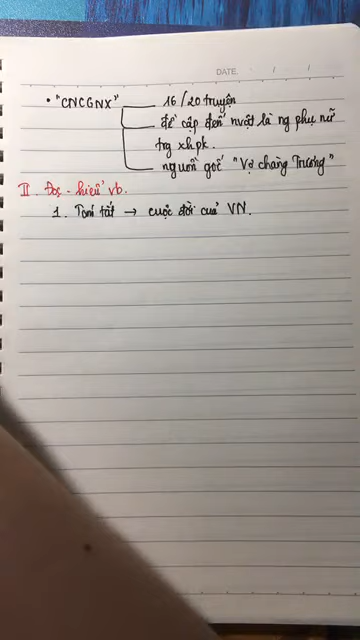 DATE. / /
• "CNCGNX" 16/20 truyện
đề cập đến nvật là ng phụ nữ
trg xhpk.
nguồn gốc "Vợ chàng Trương"
II. Đọc - hiểu vb.
1. Tóm tắt → cuộc đời của VN.